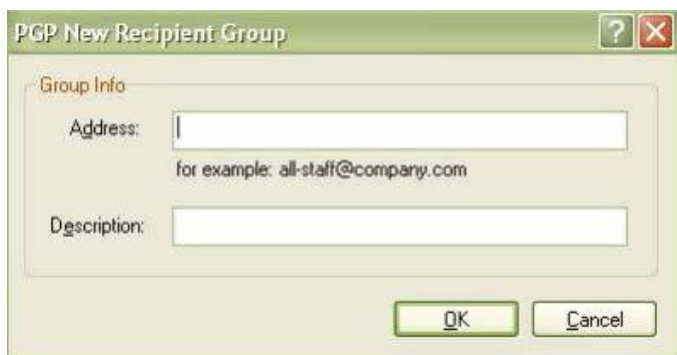 PGP New Recipient Group
Group Info
Address:
for example: all-staff@company.com
Description:
OK
Cancel